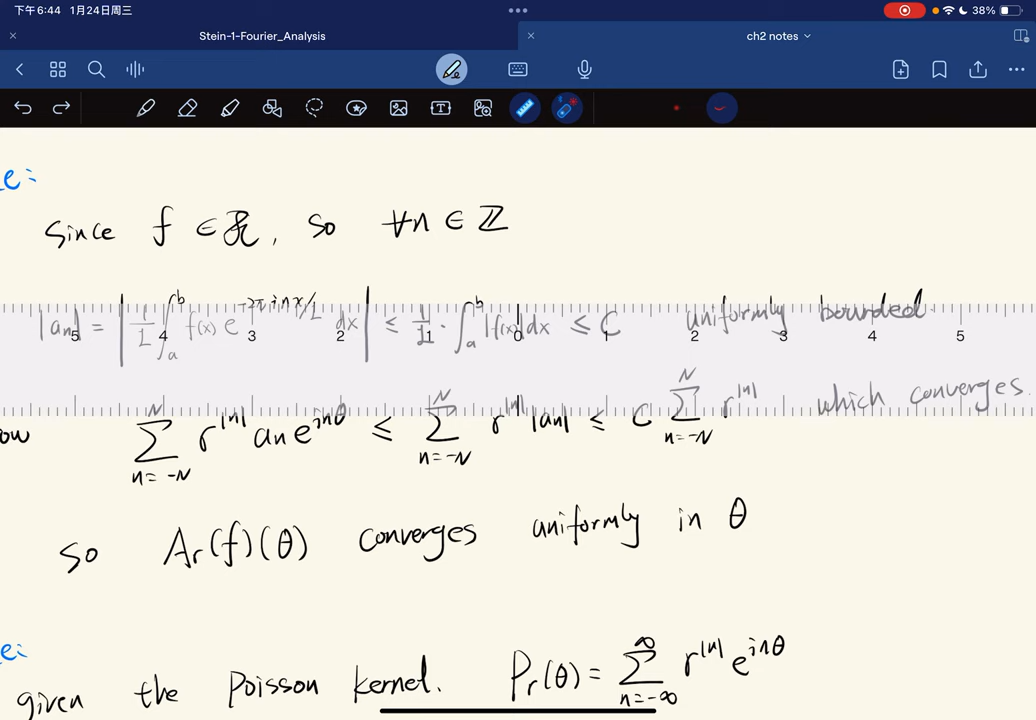 下午6:44 1月24日周三
38%
Stein-1-Fourier_Analysis
ch2 notes
e:
Since f ∈ ℛ, so ∀n ∈ ℤ
|an| = |1/L ∫_a^b f(x) e^{-2πinx/L} dx| ≤ 1/L · ∫_a^b |f(x)| dx ≤ C uniformly bounded.
5 4 3 2 1 0 1 2 3 4 5
ow ∑_{n=-N}^{N} r^{|n|} an e^{inθ} ≤ ∑_{n=-N}^{N} r^{|n|} |an| ≤ C ∑_{n=-N}^{N} r^{|n|} which converges.
so Ar(f)(θ) converges uniformly in θ
e:
given the Poisson kernel. Pr(θ) = ∑_{n=-∞}^{∞} r^{|n|} e^{inθ}